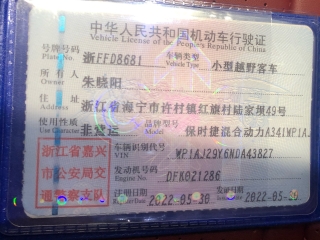 中华人民共和国机动车行驶证
Vehicle License of the People's Republic of China
号牌号码 浙FFD8681 车辆类型 小型越野客车
Plate No. Vehicle Type
所有人 朱晓阳
Owner
住址 浙江省海宁市许村镇红旗村陆家坝49号
Address
使用性质 非营运 品牌型号 保时捷混合动力A341WP1A
Use Character Model
浙江省嘉兴市公安局交通警察支队
车辆识别代号 WP1AJ29Y6NDA43827
VIN
发动机号码 DFK021286
Engine No.
注册日期 2022-05-30 发证日期 2022-05-30
Register Date Issue Date